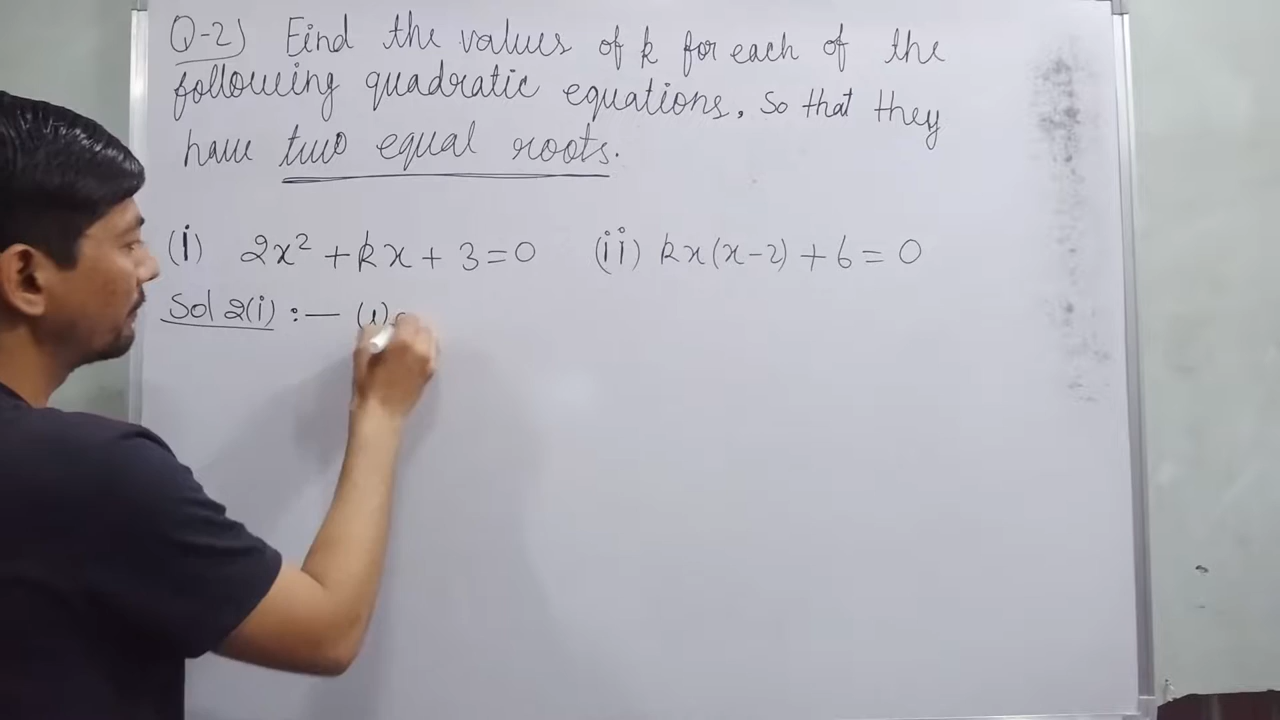 Q-2) Find the values of k for each of the
following quadratic equations, so that they
have two equal roots.
(i) 2x² + kx + 3 = 0 (ii) kx(x-2) + 6 = 0
Sol 2(i) :—